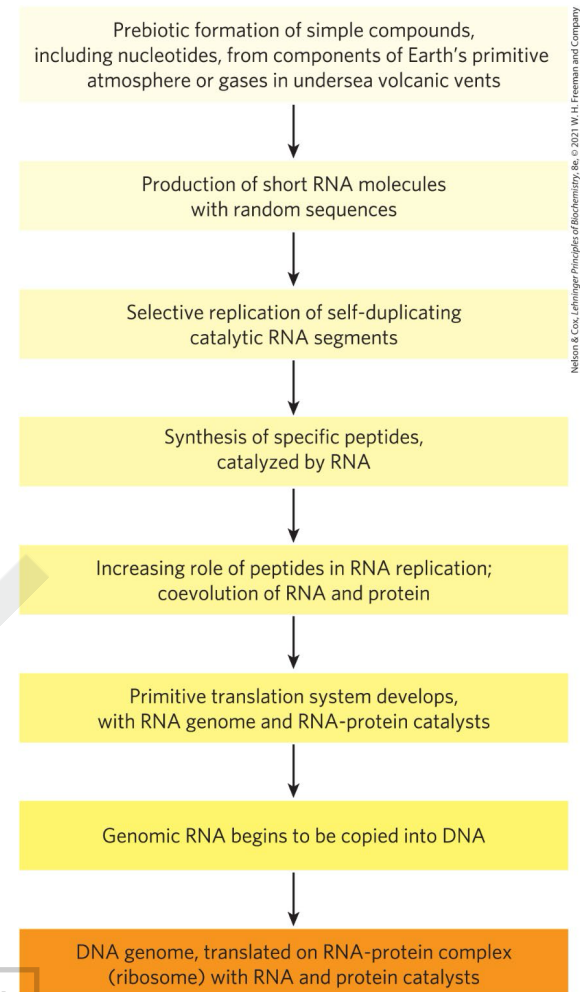 Prebiotic formation of simple compounds,
including nucleotides, from components of Earth's primitive
atmosphere or gases in undersea volcanic vents
Production of short RNA molecules
with random sequences
Selective replication of self-duplicating
catalytic RNA segments
Synthesis of specific peptides,
catalyzed by RNA
Increasing role of peptides in RNA replication;
coevolution of RNA and protein
Primitive translation system develops,
with RNA genome and RNA-protein catalysts
Genomic RNA begins to be copied into DNA
DNA genome, translated on RNA-protein complex
(ribosome) with RNA and protein catalysts
Nelson & Cox, Lehninger Principles of Biochemistry, 8e, © 2021 W. H. Freeman and Company